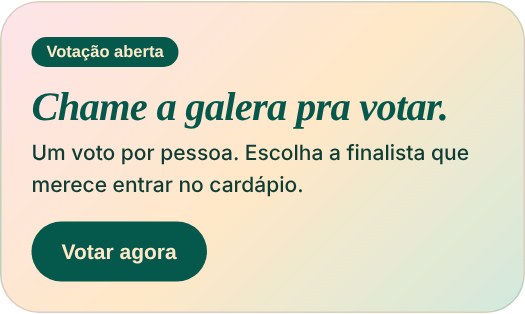 Votação aberta
Chame a galera pra votar.
Um voto por pessoa. Escolha a finalista que
merece entrar no cardápio.
Votar agora